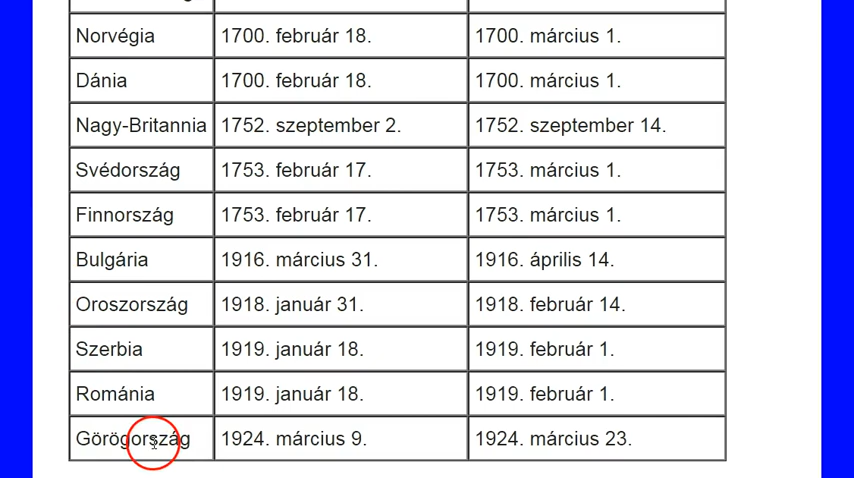 Norvégia 1700. február 18. 1700. március 1.
Dánia 1700. február 18. 1700. március 1.
Nagy-Britannia 1752. szeptember 2. 1752. szeptember 14.
Svédország 1753. február 17. 1753. március 1.
Finnország 1753. február 17. 1753. március 1.
Bulgária 1916. március 31. 1916. április 14.
Oroszország 1918. január 31. 1918. február 14.
Szerbia 1919. január 18. 1919. február 1.
Románia 1919. január 18. 1919. február 1.
Görögország 1924. március 9. 1924. március 23.